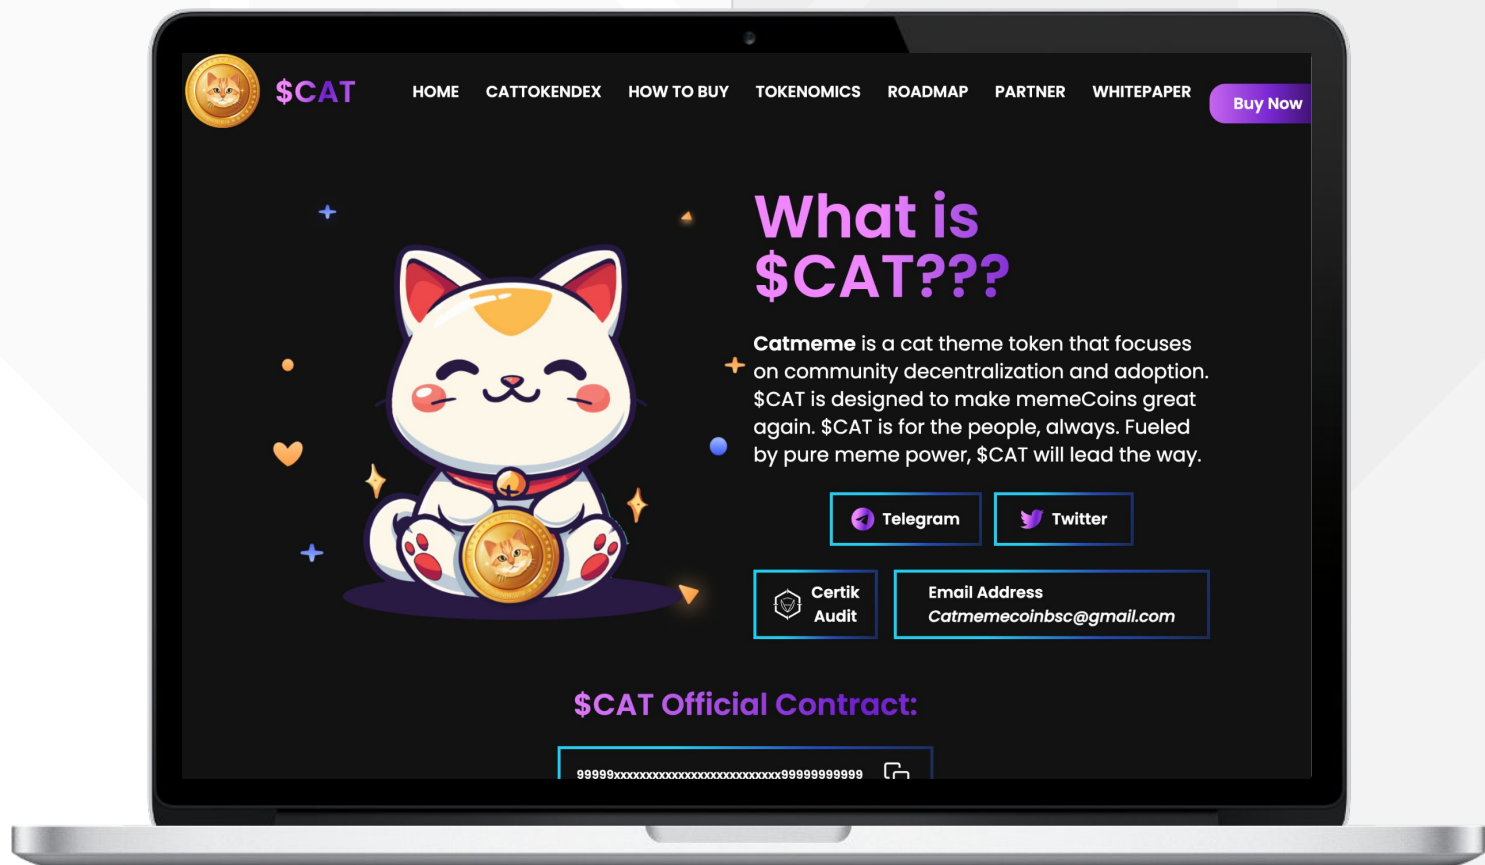 $CAT
HOME CATTOKENDEX HOW TO BUY TOKENOMICS ROADMAP PARTNER WHITEPAPER Buy Now
What is
$CAT???
Catmeme is a cat theme token that focuses
on community decentralization and adoption.
$CAT is designed to make memeCoins great
again. $CAT is for the people, always. Fueled
by pure meme power, $CAT will lead the way.
Telegram
Twitter
Certik
Audit
Email Address
Catmemecoinbsc@gmail.com
$CAT Official Contract:
99999xxxxxxxxxxxxxxxxxxxxxxxxxx99999999999